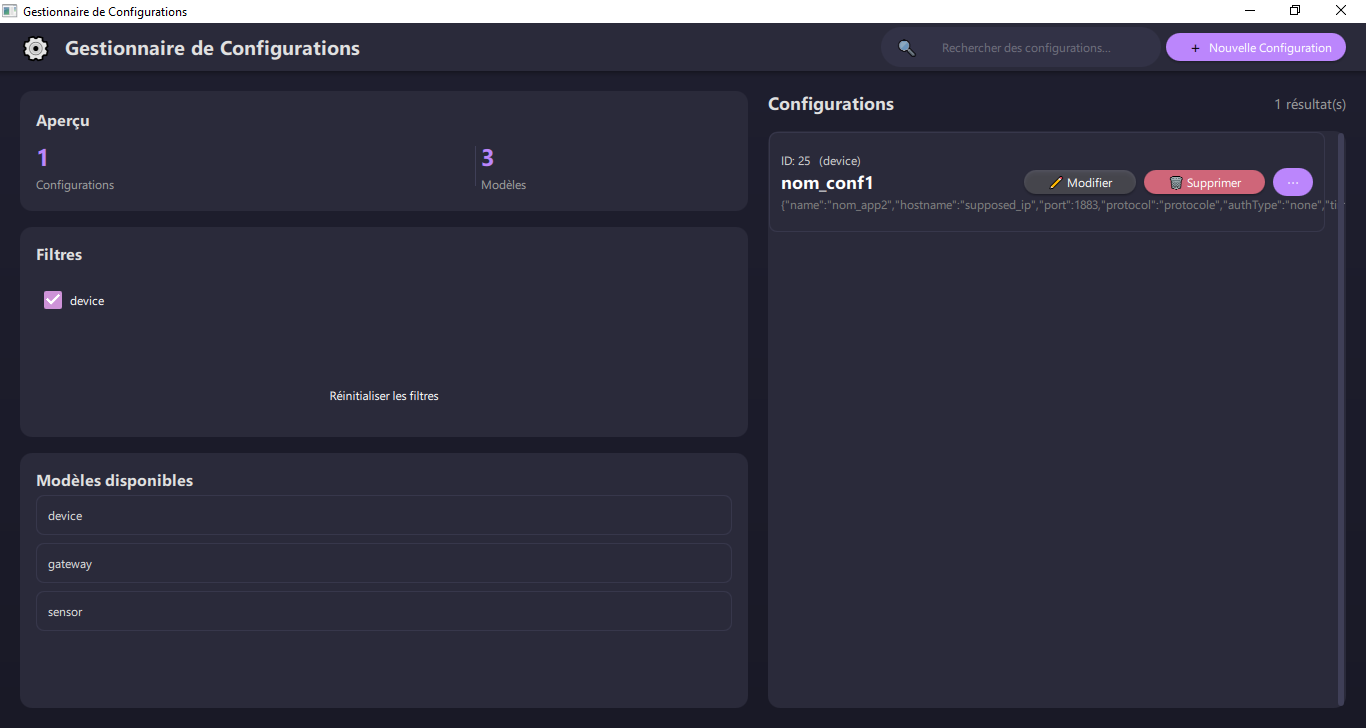 Gestionnaire de Configurations
Gestionnaire de Configurations
Rechercher des configurations...
+ Nouvelle Configuration
Aperçu
1
Configurations
3
Modèles
Filtres
device
Réinitialiser les filtres
Modèles disponibles
device
gateway
sensor
Configurations
1 résultat(s)
ID: 25 (device)
nom_conf1
Modifier
Supprimer
...
{"name":"nom_app2","hostname":"supposed_ip","port":1883,"protocol":"protocole","authType":"none","ti